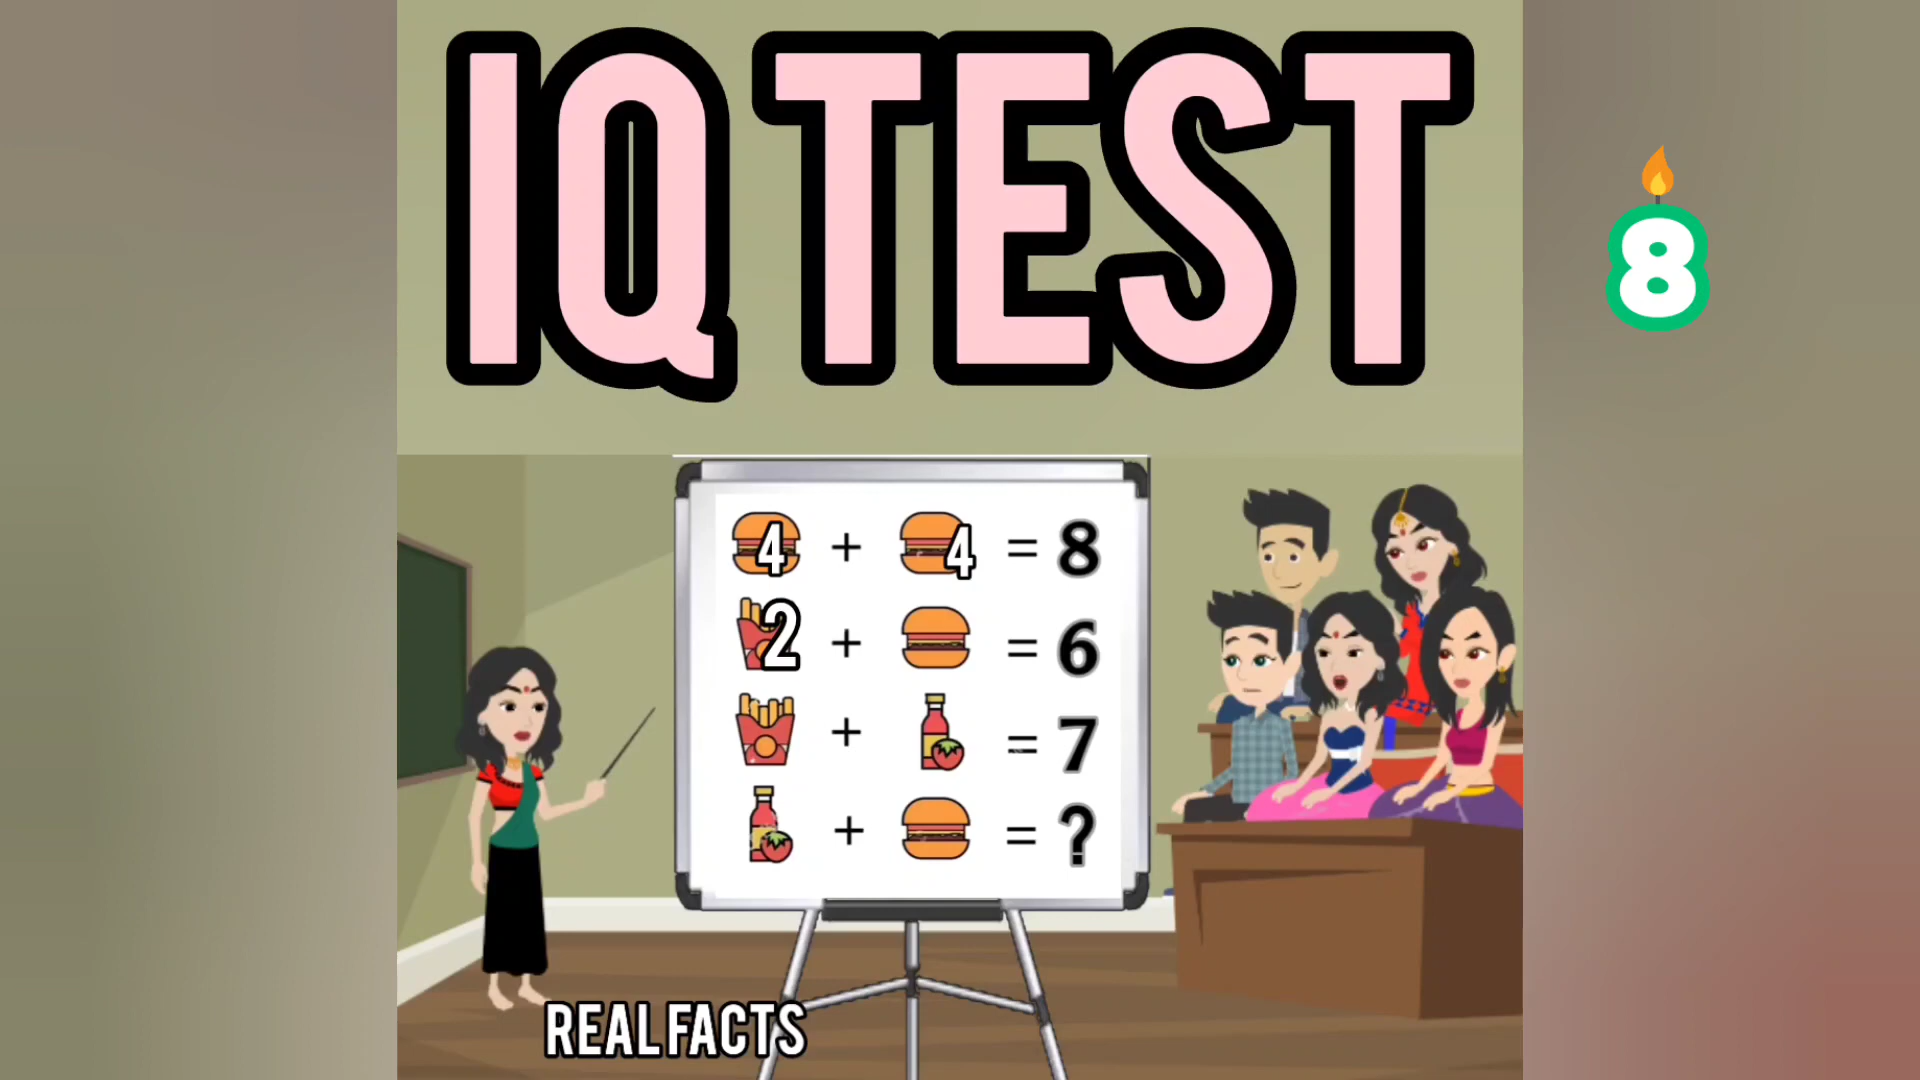 IQ TEST
8
4 + 4 = 8
2 + = 6
+ = 7
+ = ?
REAL FACTS